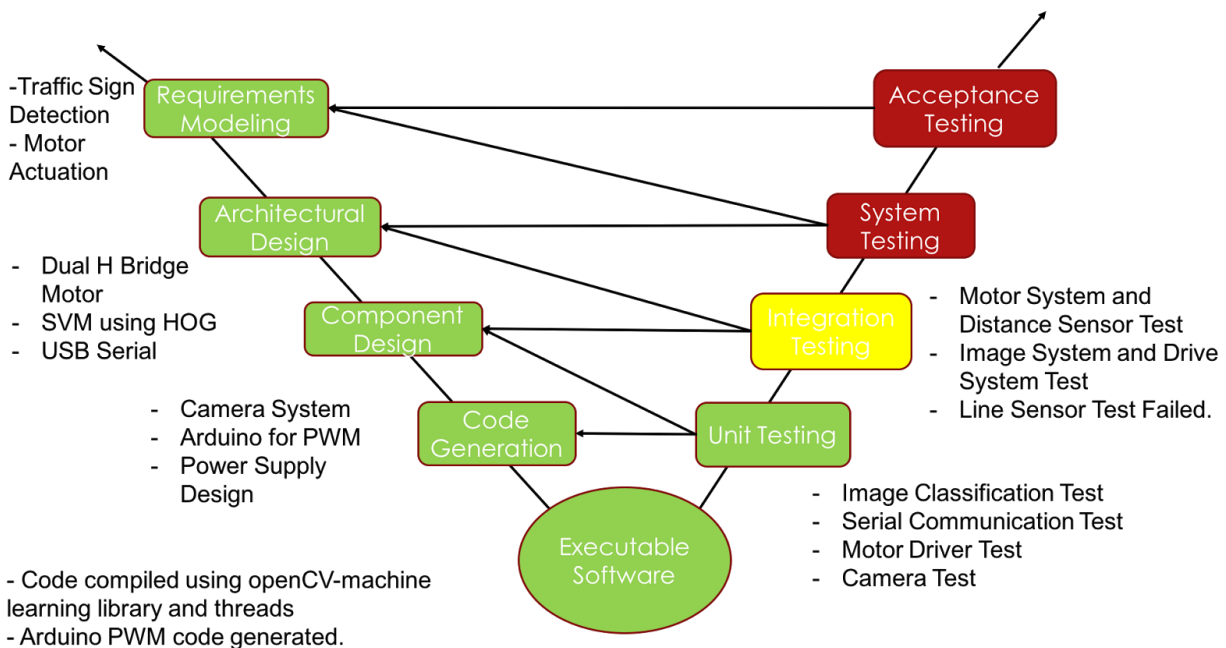 -Traffic Sign
Detection
- Motor
Actuation
Requirements
Modeling
Acceptance
Testing
Architectural
Design
System
Testing
- Dual H Bridge
Motor
- SVM using HOG
- USB Serial
Component
Design
Integration
Testing
- Motor System and
Distance Sensor Test
- Image System and Drive
System Test
- Line Sensor Test Failed.
- Camera System
- Arduino for PWM
- Power Supply
Design
Code
Generation
Unit Testing
- Image Classification Test
- Serial Communication Test
- Motor Driver Test
- Camera Test
Executable
Software
- Code compiled using openCV-machine
learning library and threads
- Arduino PWM code generated.